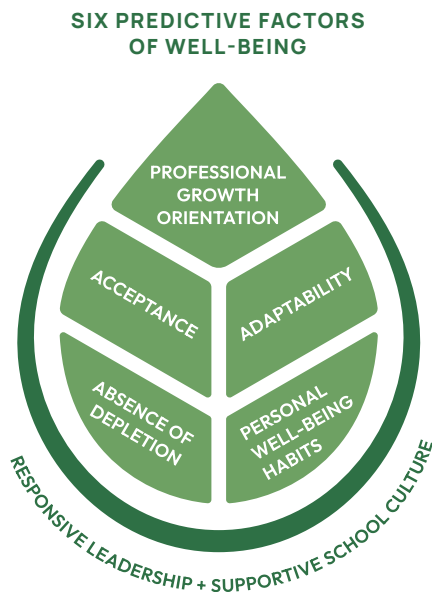 SIX PREDICTIVE FACTORS
OF WELL-BEING
PROFESSIONAL
GROWTH
ORIENTATION
ACCEPTANCE
ADAPTABILITY
ABSENCE OF
DEPLETION
PERSONAL
WELL-BEING
HABITS
RESPONSIVE LEADERSHIP + SUPPORTIVE SCHOOL CULTURE